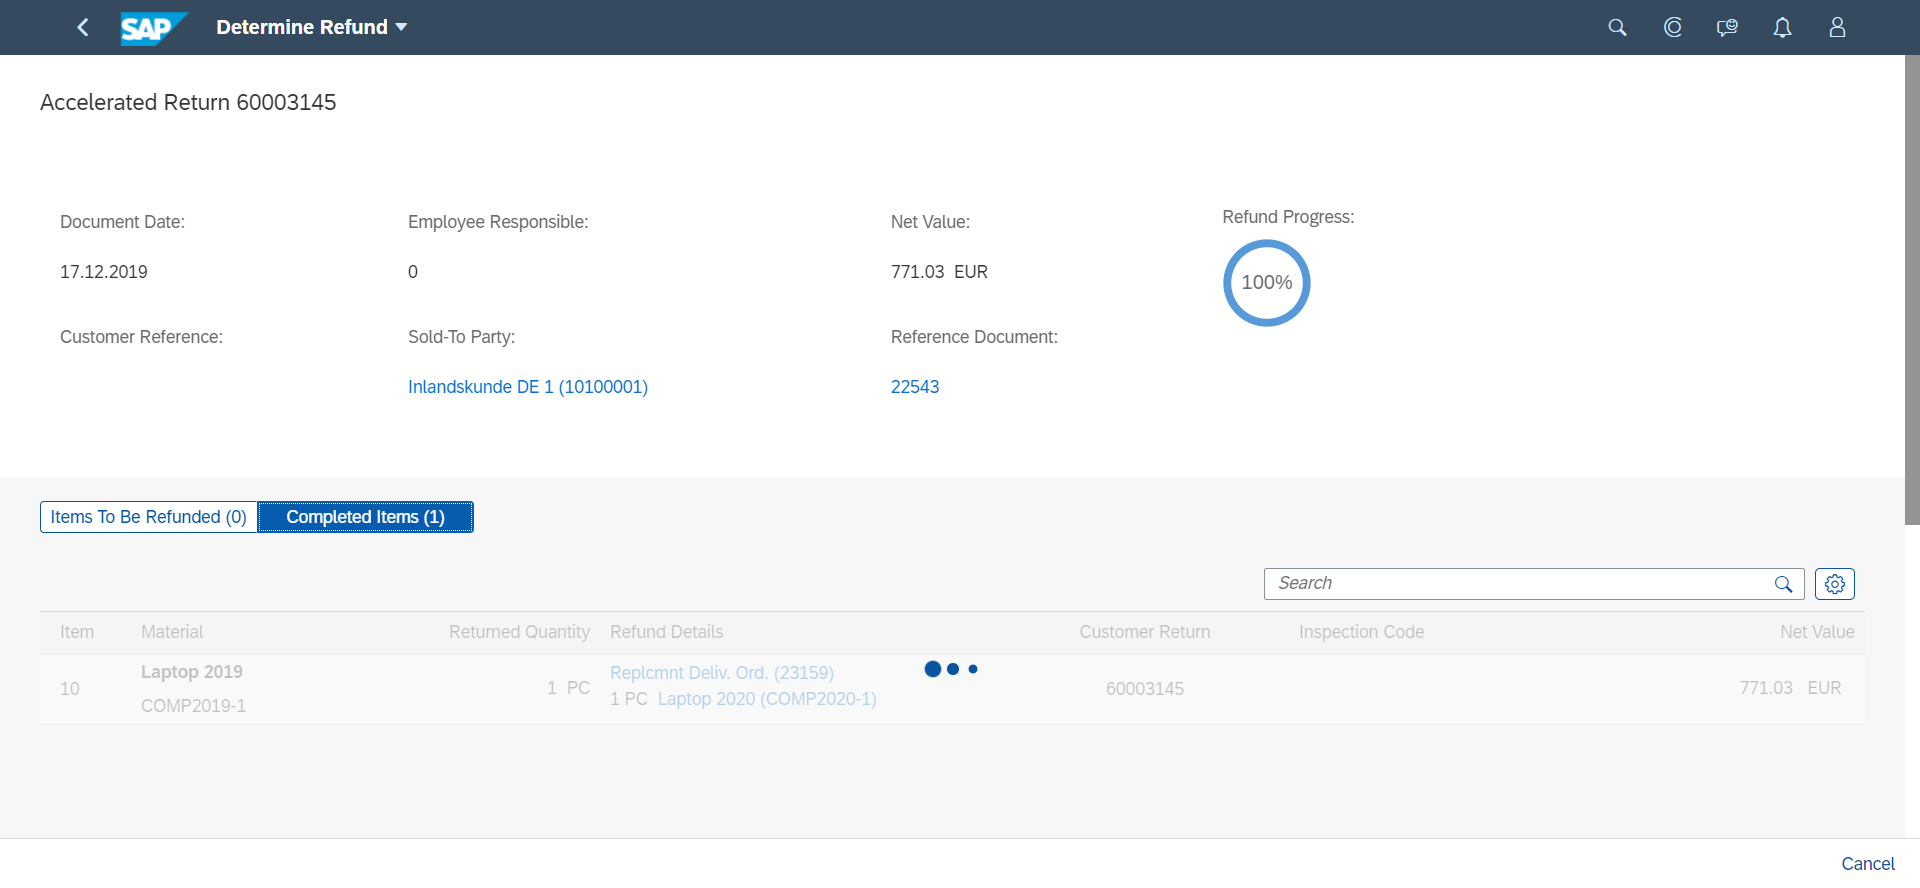 SAP Determine Refund
Accelerated Return 60003145
Document Date: Employee Responsible: Net Value: Refund Progress:
17.12.2019 0 771.03 EUR 100%
Customer Reference: Sold-To Party: Reference Document:
Inlandskunde DE 1 (10100001) 22543
Items To Be Refunded (0) Completed Items (1)
Search
Item Material Returned Quantity Refund Details Customer Return Inspection Code Net Value
10 Laptop 2019 1 PC Replcmnt Deliv. Ord. (23159) 60003145 771.03 EUR
COMP2019-1 1 PC Laptop 2020 (COMP2020-1)
Cancel